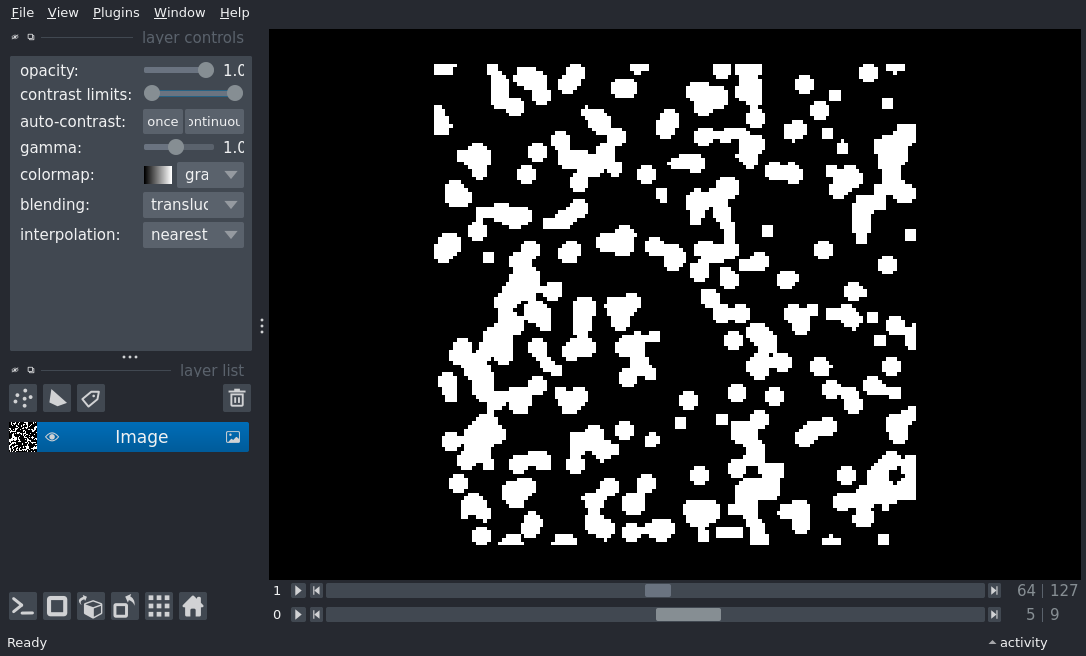 File View Plugins Window Help
layer controls
opacity: 1.0
contrast limits:
auto-contrast: once ontinuou
gamma: 1.0
colormap: gra
blending: transluc
interpolation: nearest
layer list
Image
1 64 | 127
0 5 | 9
Ready activity